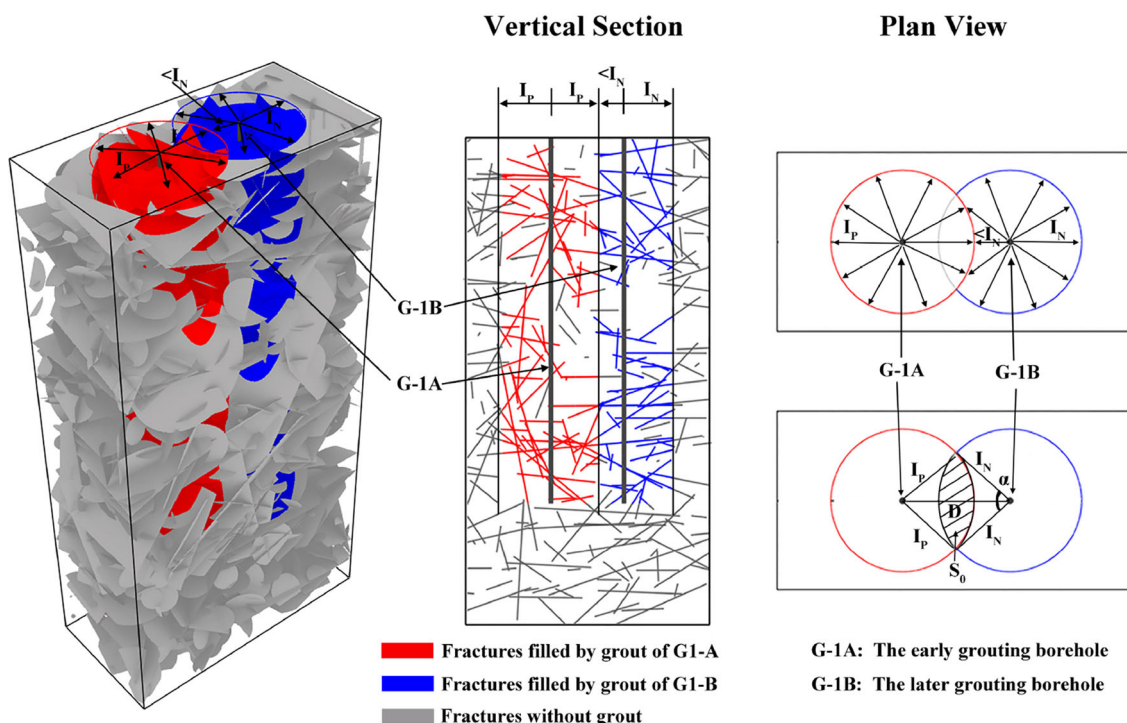 Vertical Section
Plan View
<I_N
I_P
I_N
I_P
I_P
<I_N
I_N
I_P
<I_N
I_N
G-1B
G-1A
G-1A
G-1B
I_P
I_N
α
D
I_P
I_N
S_0
Fractures filled by grout of G1-A
Fractures filled by grout of G1-B
Fractures without grout
G-1A: The early grouting borehole
G-1B: The later grouting borehole